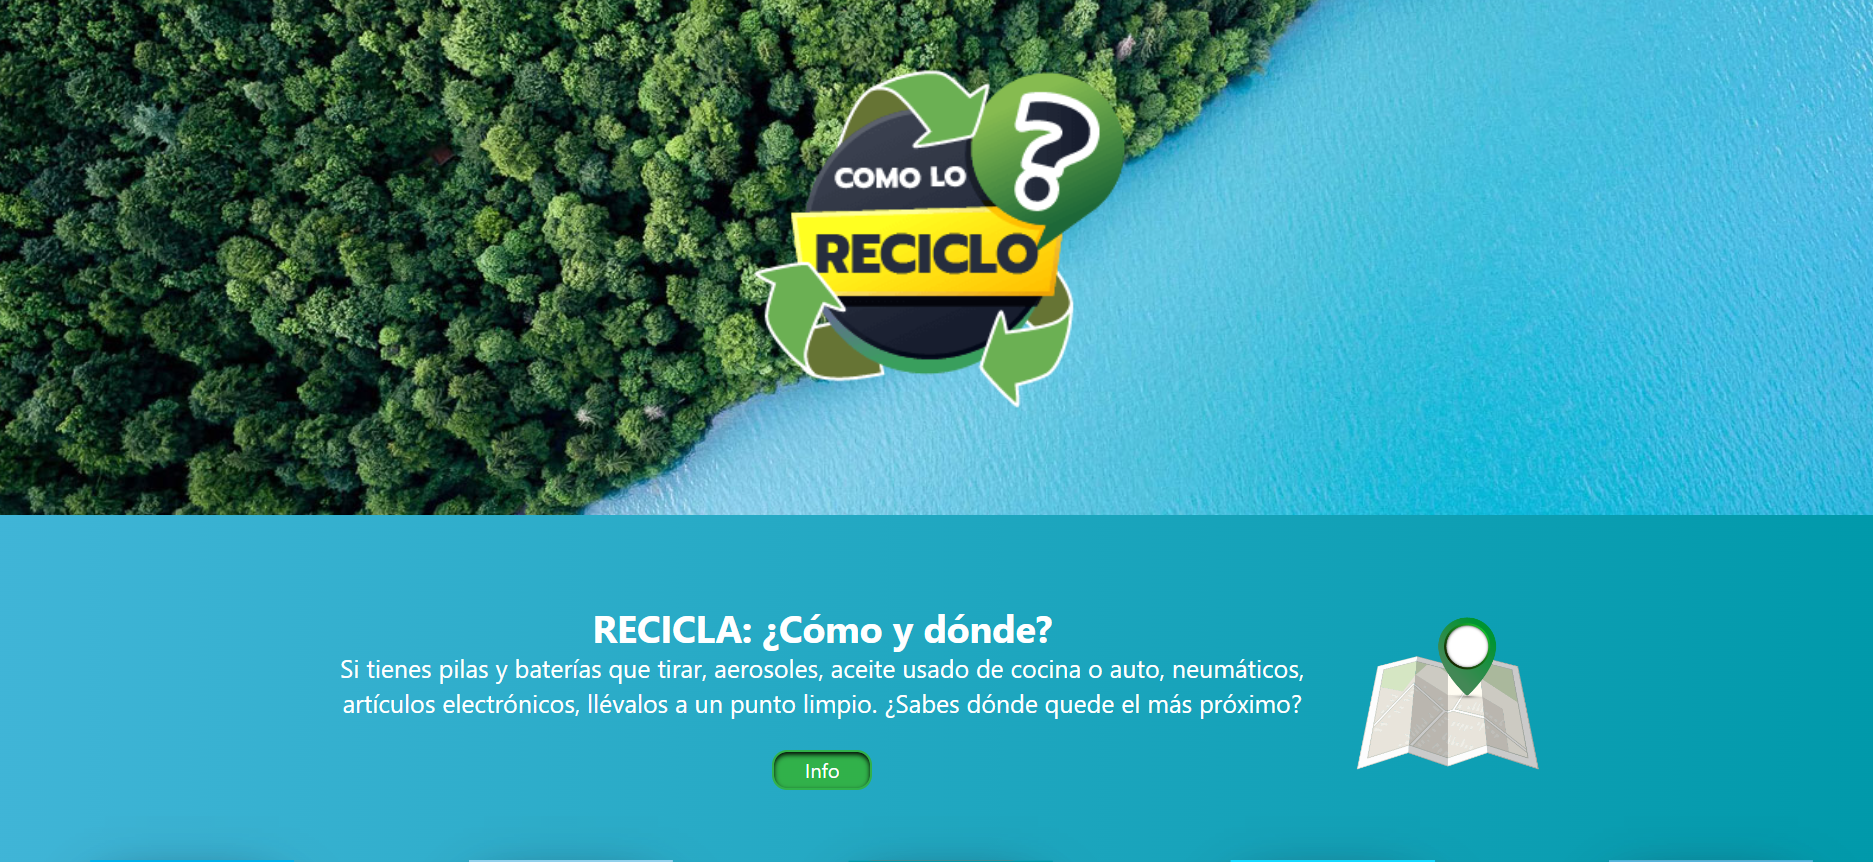 COMO LO
?
RECICLO
RECICLA: ¿Cómo y dónde?
Si tienes pilas y baterías que tirar, aerosoles, aceite usado de cocina o auto, neumáticos,
artículos electrónicos, llévalos a un punto limpio. ¿Sabes dónde quede el más próximo?
Info